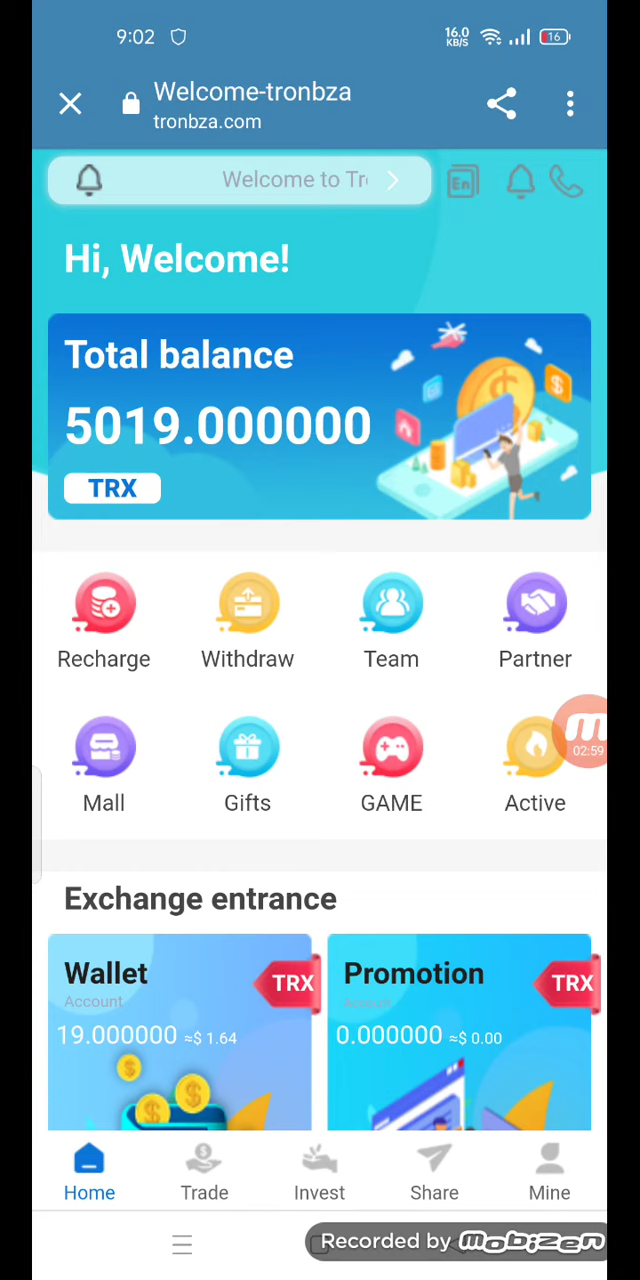 9:02
16.0
KB/S
16
Welcome-tronbza
tronbza.com
Welcome to Tr
En
Hi, Welcome!
Total balance
5019.000000
TRX
Recharge
Withdraw
Team
Partner
Mall
Gifts
GAME
Active
02:59
Exchange entrance
Wallet
TRX
Account
19.000000 ≈$ 1.64
Promotion
TRX
Account
0.000000 ≈$ 0.00
Home
Trade
Invest
Share
Mine
Recorded by mobizen